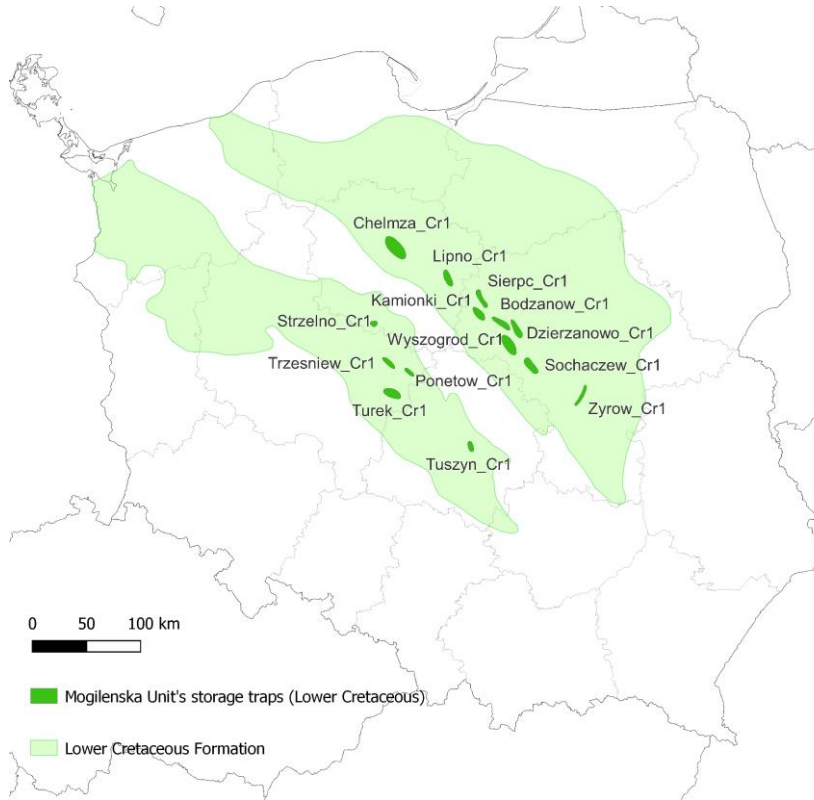 Chelmza_Cr1
Lipno_Cr1
Sierpc_Cr1
Kamionki_Cr1
Bodzanow_Cr1
Strzelno_Cr1
Dzierzanowo_Cr1
Wyszogrod_Cr1
Trzesniew_Cr1
Sochaczew_Cr1
Ponetow_Cr1
Turek_Cr1
Zyrow_Cr1
Tuszyn_Cr1
0 50 100 km
Mogilenska Unit's storage traps (Lower Cretaceous)
Lower Cretaceous Formation